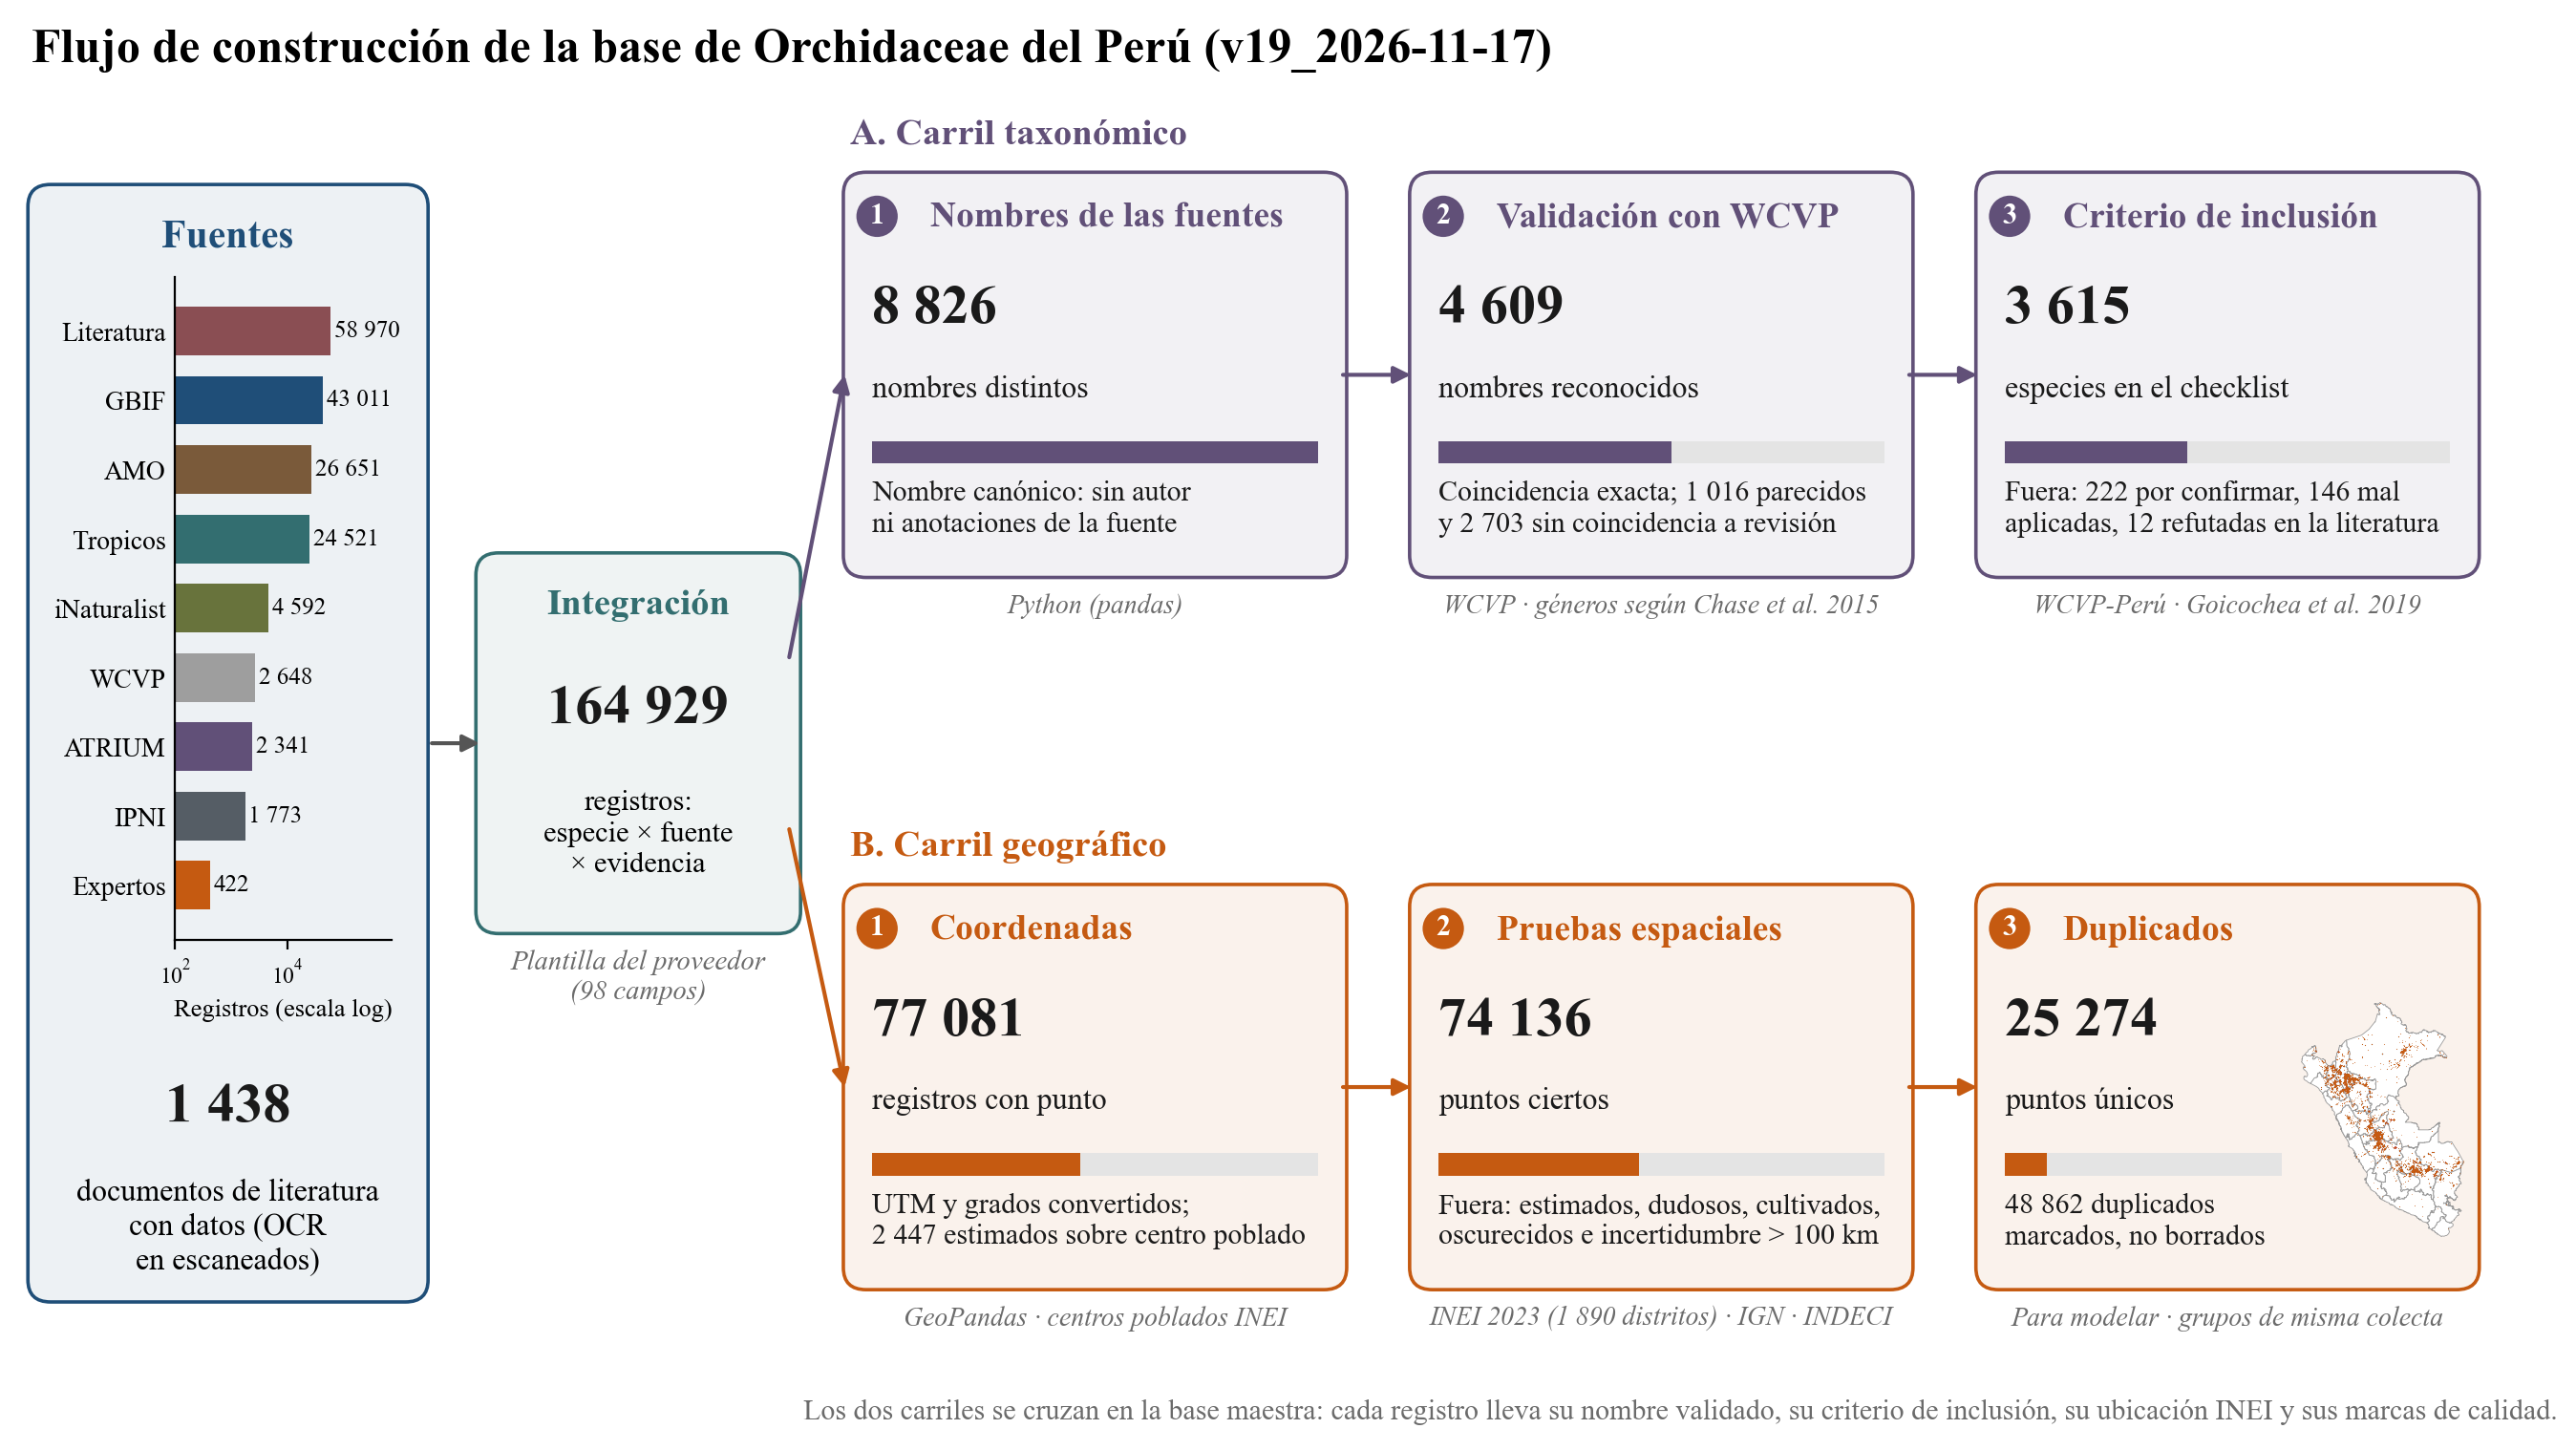 Flujo de construcción de la base de Orchidaceae del Perú (v19_2026-11-17)
Fuentes
Literatura 58 970
GBIF 43 011
AMO 26 651
Tropicos 24 521
iNaturalist 4 592
WCVP 2 648
ATRIUM 2 341
IPNI 1 773
Expertos 422
10² 10⁴
Registros (escala log)
1 438
documentos de literatura
con datos (OCR
en escaneados)
Integración
164 929
registros:
especie × fuente
× evidencia
Plantilla del proveedor
(98 campos)
A. Carril taxonómico
1 Nombres de las fuentes
8 826
nombres distintos
Nombre canónico: sin autor
ni anotaciones de la fuente
Python (pandas)
2 Validación con WCVP
4 609
nombres reconocidos
Coincidencia exacta; 1 016 parecidos
y 2 703 sin coincidencia a revisión
WCVP · géneros según Chase et al. 2015
3 Criterio de inclusión
3 615
especies en el checklist
Fuera: 222 por confirmar, 146 mal
aplicadas, 12 refutadas en la literatura
WCVP-Perú · Goicochea et al. 2019
B. Carril geográfico
1 Coordenadas
77 081
registros con punto
UTM y grados convertidos;
2 447 estimados sobre centro poblado
GeoPandas · centros poblados INEI
2 Pruebas espaciales
74 136
puntos ciertos
Fuera: estimados, dudosos, cultivados,
oscurecidos e incertidumbre > 100 km
INEI 2023 (1 890 distritos) · IGN · INDECI
3 Duplicados
25 274
puntos únicos
48 862 duplicados
marcados, no borrados
Para modelar · grupos de misma colecta
Los dos carriles se cruzan en la base maestra: cada registro lleva su nombre validado, su criterio de inclusión, su ubicación INEI y sus marcas de calidad.